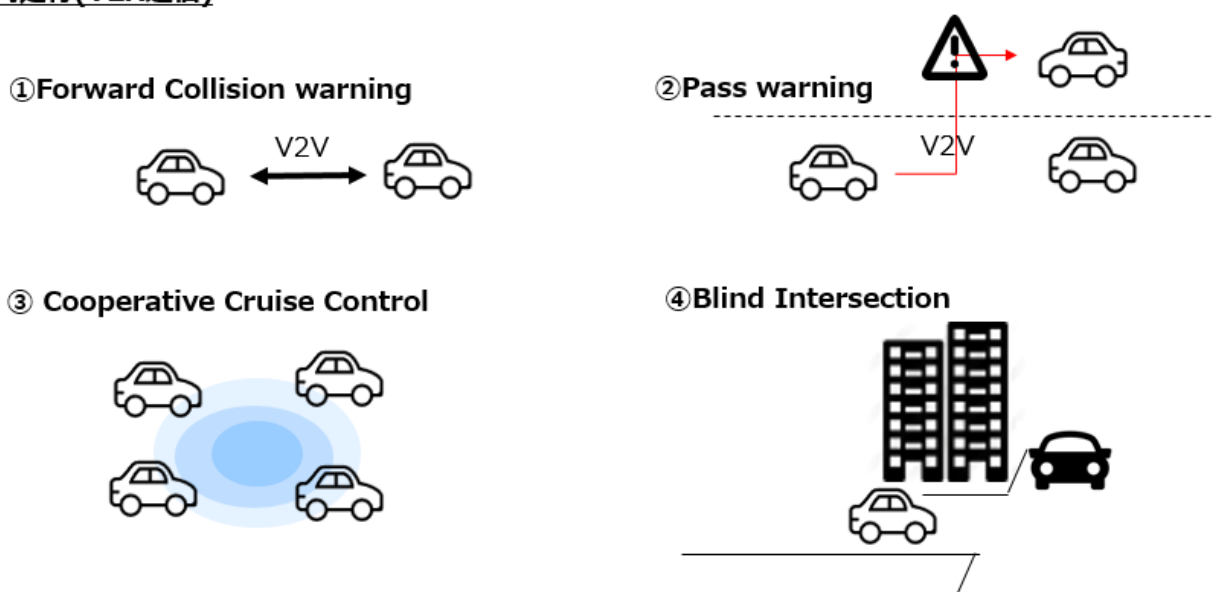 ①Forward Collision warning
V2V
②Pass warning
V2V
③ Cooperative Cruise Control
④Blind Intersection